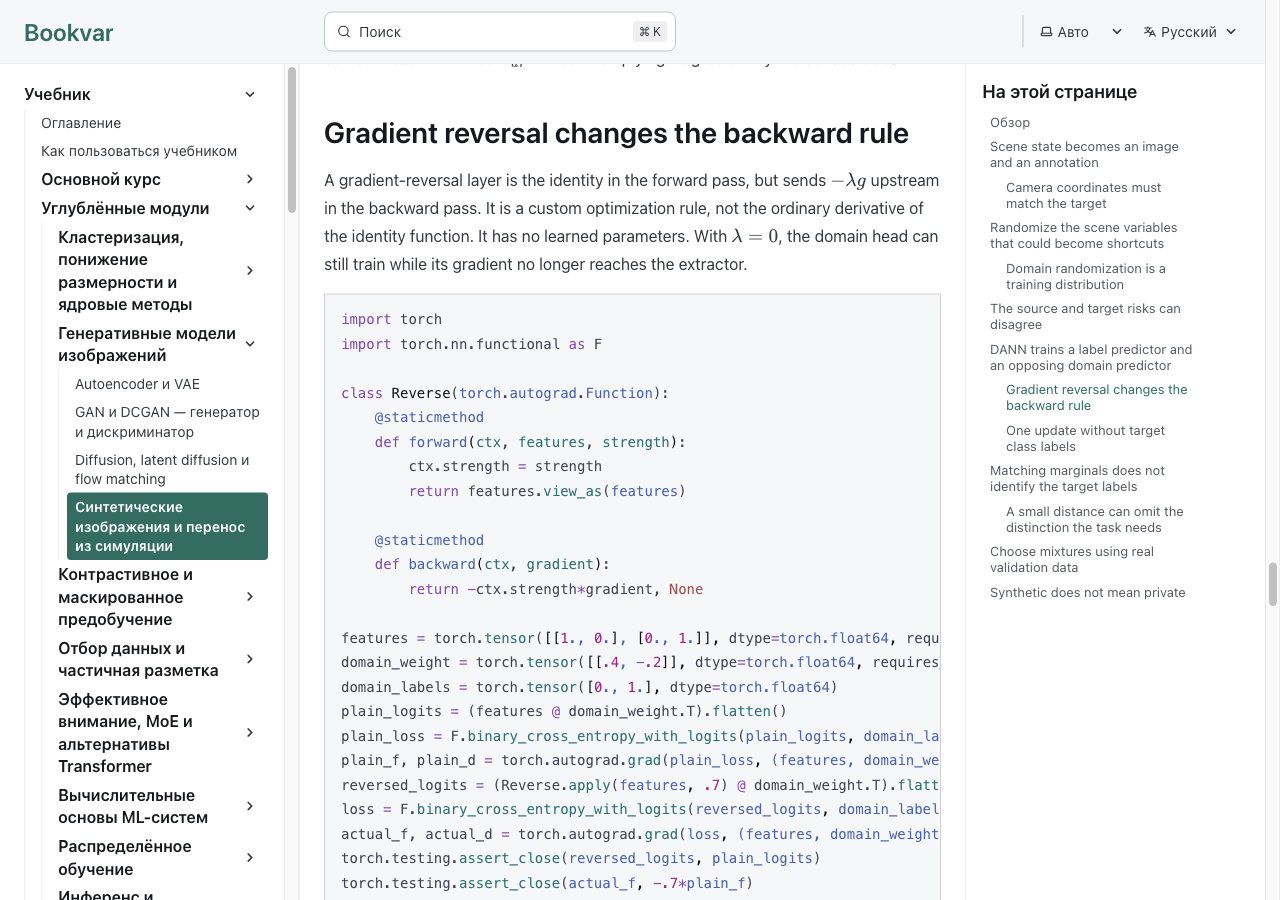 Bookvar
Поиск
⌘ K
Авто
Русский
Учебник
Оглавление
Как пользоваться учебником
Основной курс
Углублённые модули
Кластеризация,
понижение
размерности и
ядровые методы
Генеративные модели
изображений
Autoencoder и VAE
GAN и DCGAN — генератор
и дискриминатор
Diffusion, latent diffusion и
flow matching
Синтетические
изображения и перенос
из симуляции
Контрастивное и
маскированное
предобучение
Отбор данных и
частичная разметка
Эффективное
внимание, MoE и
альтернативы
Transformer
Вычислительные
основы ML-систем
Распределённое
обучение
Инференс и
Gradient reversal changes the backward rule
A gradient-reversal layer is the identity in the forward pass, but sends −λg upstream
in the backward pass. It is a custom optimization rule, not the ordinary derivative of
the identity function. It has no learned parameters. With λ = 0, the domain head can
still train while its gradient no longer reaches the extractor.
import torch
import torch.nn.functional as F
class Reverse(torch.autograd.Function):
    @staticmethod
    def forward(ctx, features, strength):
        ctx.strength = strength
        return features.view_as(features)
    @staticmethod
    def backward(ctx, gradient):
        return -ctx.strength*gradient, None
features = torch.tensor([[1., 0.], [0., 1.]], dtype=torch.float64, requ
domain_weight = torch.tensor([[.4, -.2]], dtype=torch.float64, requires_
domain_labels = torch.tensor([0., 1.], dtype=torch.float64)
plain_logits = (features @ domain_weight.T).flatten()
plain_loss = F.binary_cross_entropy_with_logits(plain_logits, domain_la
plain_f, plain_d = torch.autograd.grad(plain_loss, (features, domain_we
reversed_logits = (Reverse.apply(features, .7) @ domain_weight.T).flatt
loss = F.binary_cross_entropy_with_logits(reversed_logits, domain_label
actual_f, actual_d = torch.autograd.grad(loss, (features, domain_weight
torch.testing.assert_close(reversed_logits, plain_logits)
torch.testing.assert_close(actual_f, -.7*plain_f)
На этой странице
Обзор
Scene state becomes an image
and an annotation
Camera coordinates must
match the target
Randomize the scene variables
that could become shortcuts
Domain randomization is a
training distribution
The source and target risks can
disagree
DANN trains a label predictor and
an opposing domain predictor
Gradient reversal changes the
backward rule
One update without target
class labels
Matching marginals does not
identify the target labels
A small distance can omit the
distinction the task needs
Choose mixtures using real
validation data
Synthetic does not mean private